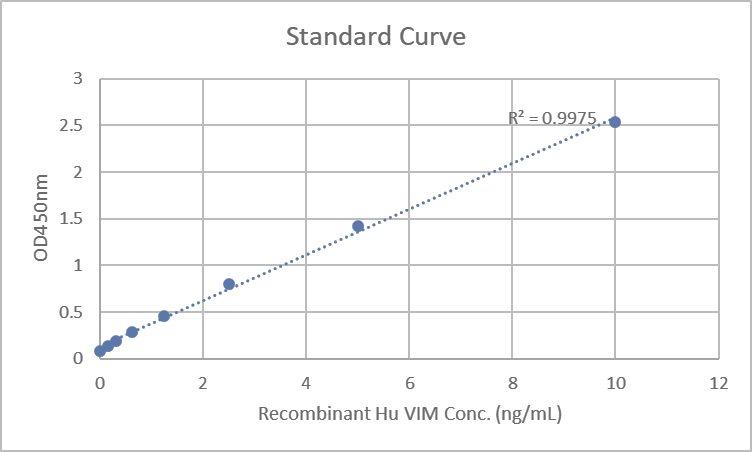 Standard Curve
3
2.5
2
1.5
1
0.5
0
R² = 0.9975
OD450nm
0 2 4 6 8 10 12
Recombinant Hu VIM Conc. (ng/mL)